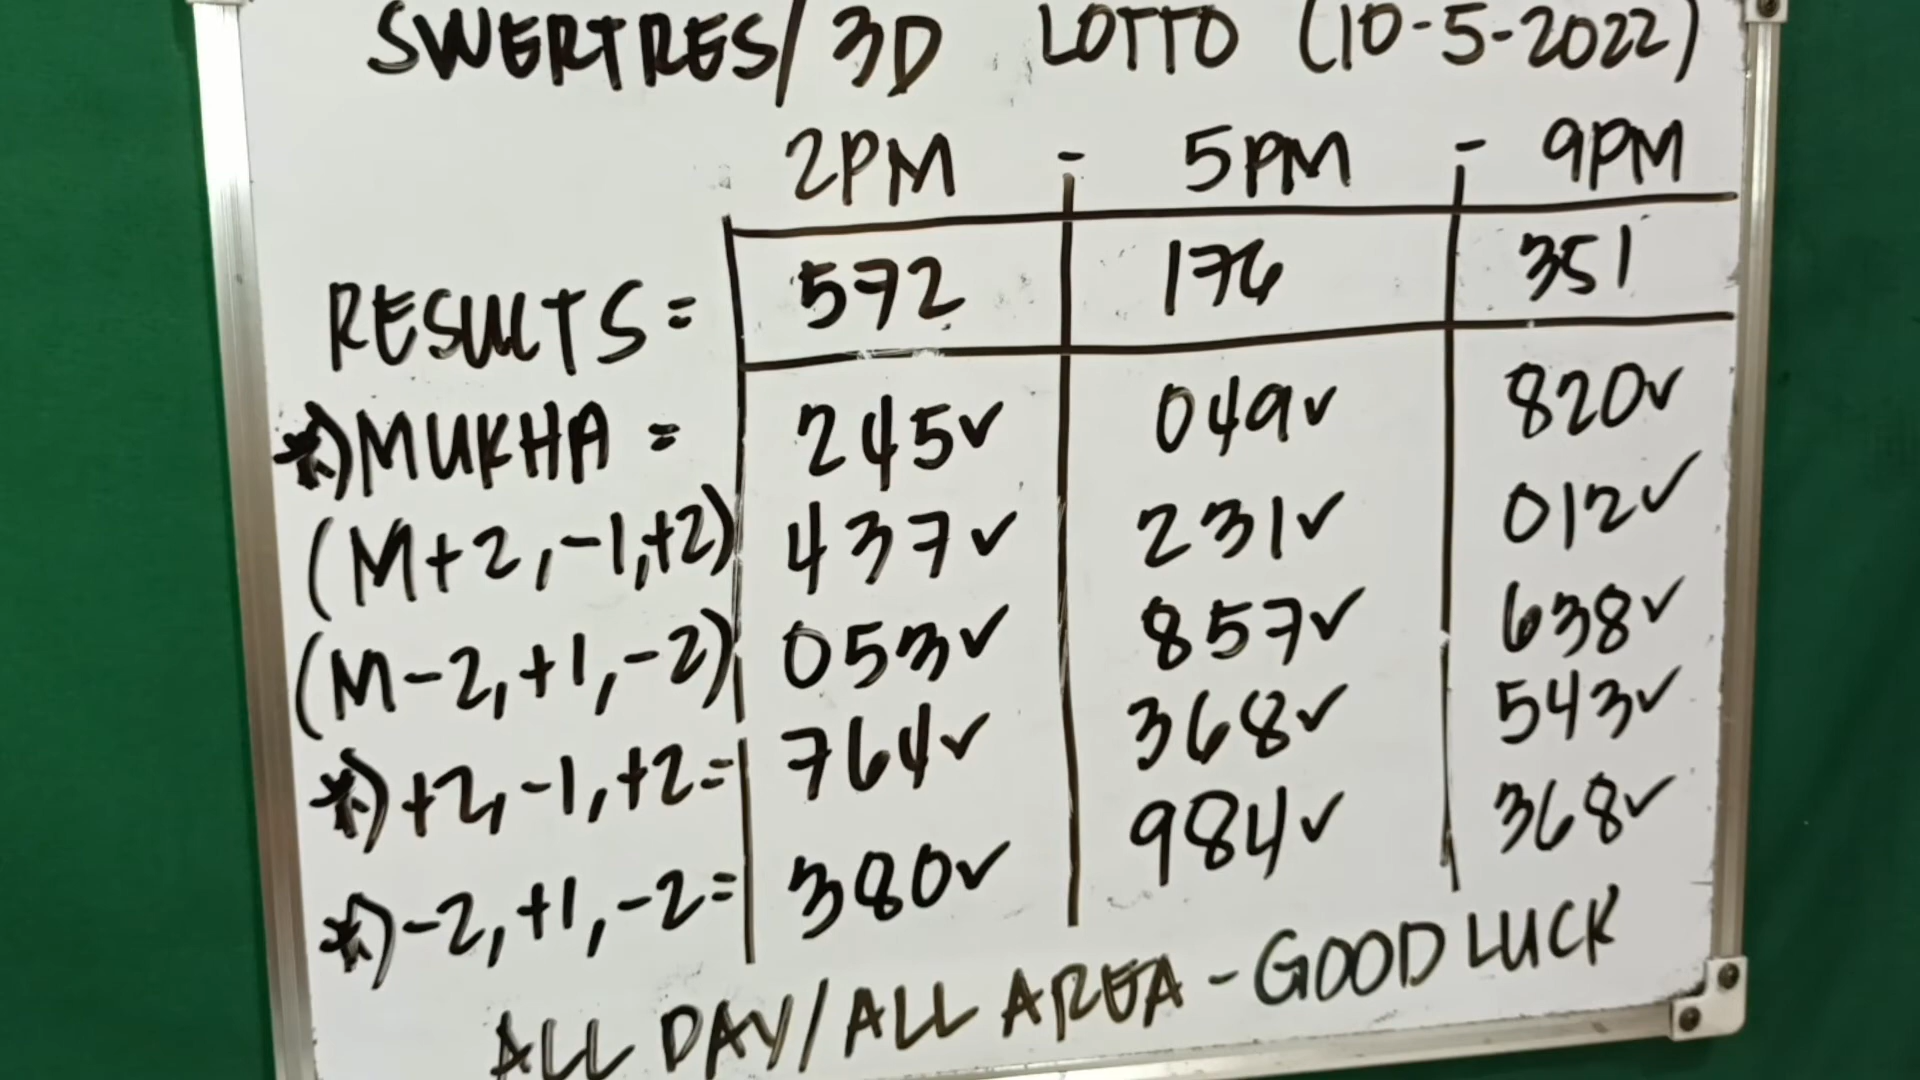 SWERTRES/3D LOTTO (10-5-2022)
2PM - 5PM - 9PM
RESULTS = 572 176 351
*) MUKHA = 245✓ 049✓ 820✓
(M+2,-1,+2) 437✓ 231✓ 012✓
(M-2,+1,-2) 053✓ 857✓ 638✓
*) +2,-1,+2= 764✓ 368✓ 543✓
*) -2,+1,-2= 380✓ 984✓ 368✓
ALL DAY/ALL AREA - GOOD LUCK